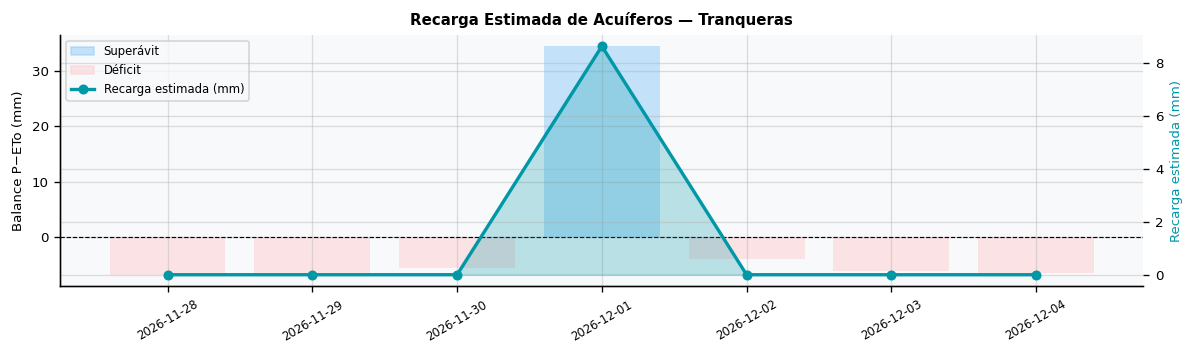 Recarga Estimada de Acuíferos — Tranqueras
Superávit
Déficit
Recarga estimada (mm)
Balance P−ETo (mm)
30
20
10
0
8
6
4
2
0
Recarga estimada (mm)
2026-11-28
2026-11-29
2026-11-30
2026-12-01
2026-12-02
2026-12-03
2026-12-04